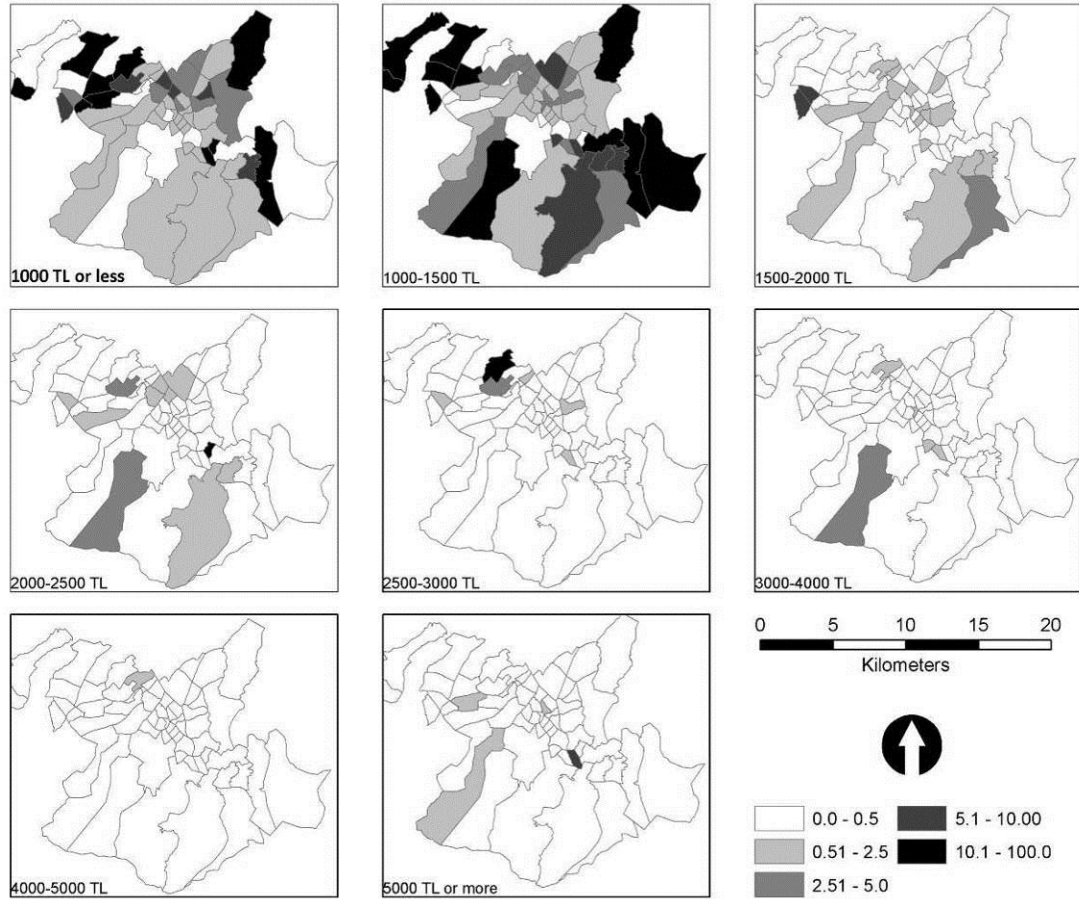 1000 TL or less
1000-1500 TL
1500-2000 TL
2000-2500 TL
2500-3000 TL
3000-4000 TL
4000-5000 TL
5000 TL or more
0 5 10 15 20
Kilometers
0.0 - 0.5
5.1 - 10.00
0.51 - 2.5
10.1 - 100.0
2.51 - 5.0